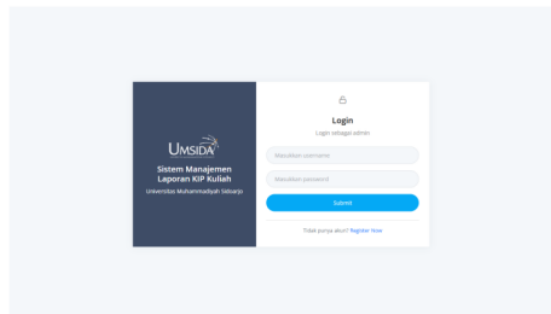 UMSIDA
Sistem Manajemen
Laporan KIP Kuliah
Universitas Muhammadiyah Sidoarjo
Login
Login sebagai admin
Masukkan username
Masukkan password
Submit
Tidak punya akun? Register Now